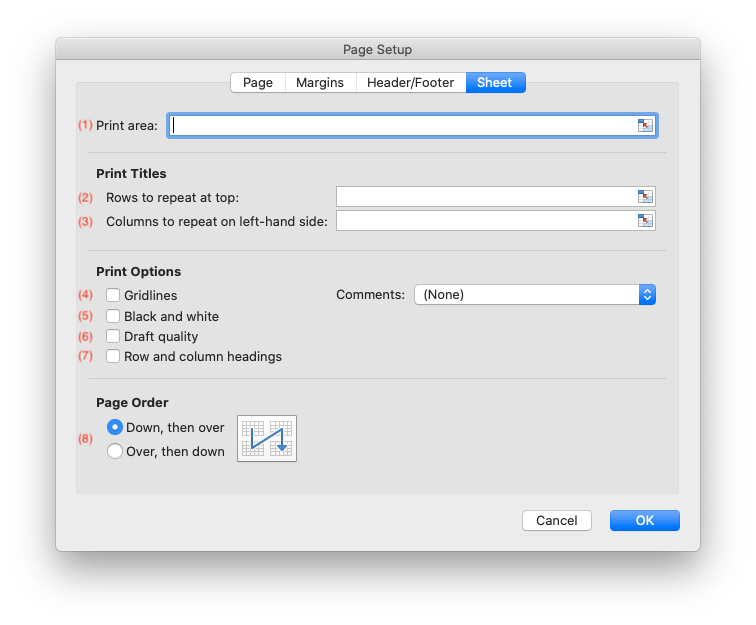 Page Setup
Page Margins Header/Footer Sheet
(1) Print area:
Print Titles
(2) Rows to repeat at top:
(3) Columns to repeat on left-hand side:
Print Options
(4) Gridlines Comments: (None)
(5) Black and white
(6) Draft quality
(7) Row and column headings
Page Order
Down, then over
(8)
Over, then down
Cancel OK